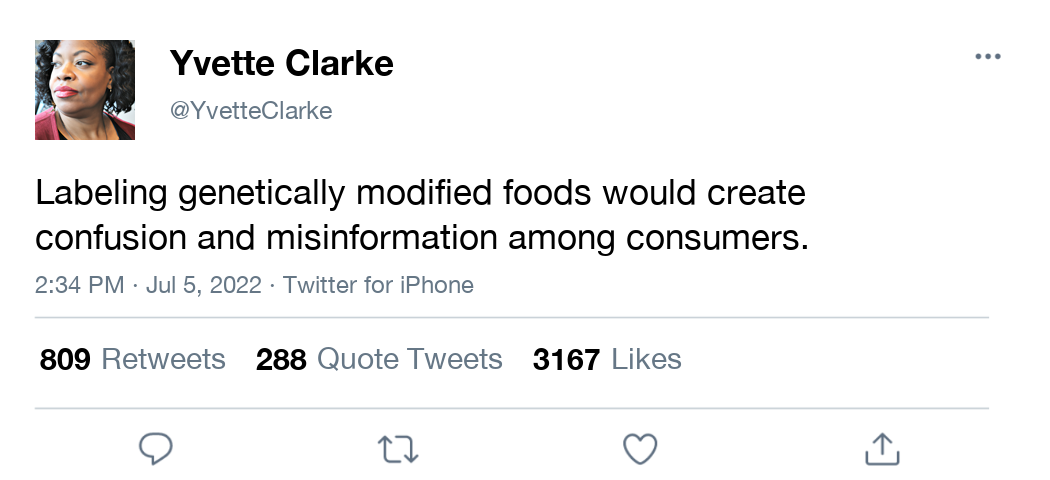 Yvette Clarke
@YvetteClarke
Labeling genetically modified foods would create
confusion and misinformation among consumers.
2:34 PM · Jul 5, 2022 · Twitter for iPhone
809 Retweets 288 Quote Tweets 3167 Likes